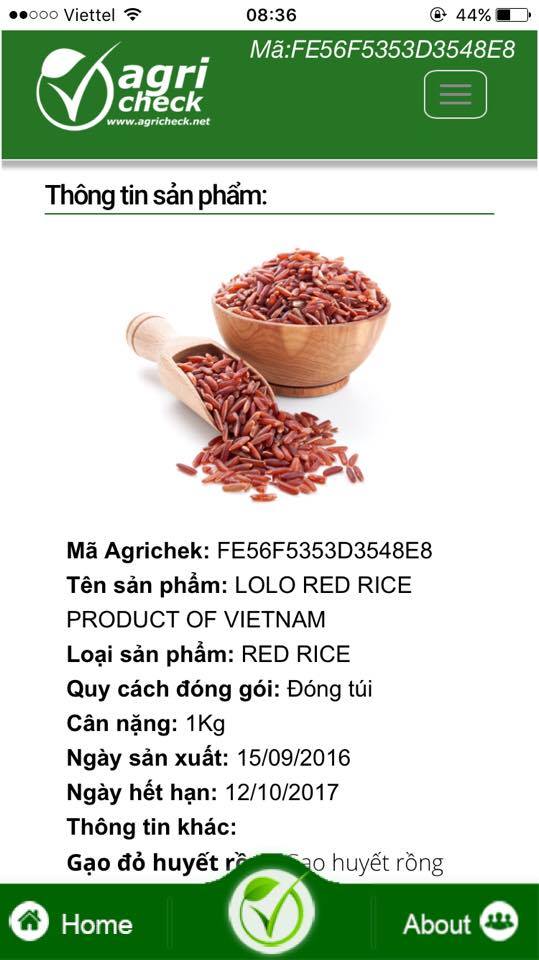 Viettel
08:36
44%
Mã:FE56F5353D3548E8
agri
check
www.agricheck.net
Thông tin sản phẩm:
Mã Agrichek: FE56F5353D3548E8
Tên sản phẩm: LOLO RED RICE
PRODUCT OF VIETNAM
Loại sản phẩm: RED RICE
Quy cách đóng gói: Đóng túi
Cân nặng: 1Kg
Ngày sản xuất: 15/09/2016
Ngày hết hạn: 12/10/2017
Thông tin khác:
Gạo đỏ huyết huyết rồng
Home
About